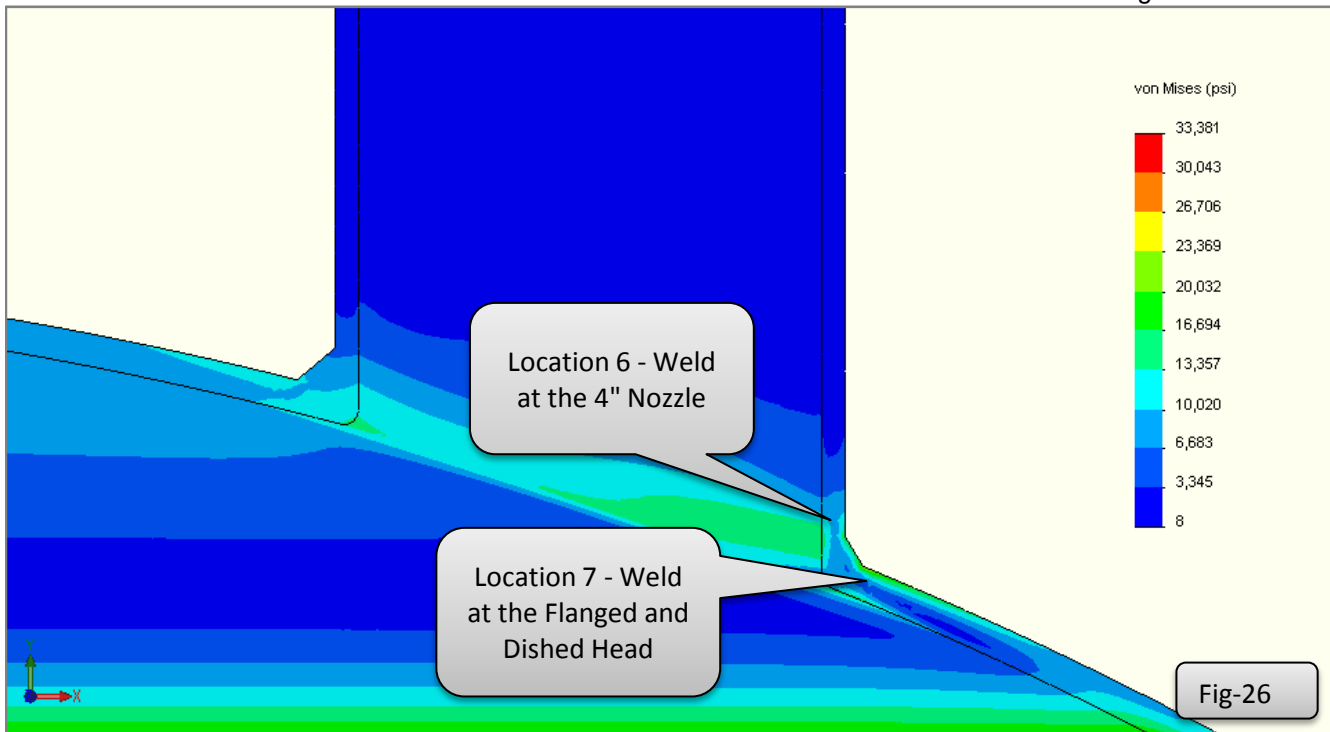 g
von Mises (psi)
33,381
30,043
26,706
23,369
20,032
16,694
13,357
10,020
6,683
3,345
8
Location 6 - Weld
at the 4" Nozzle
Location 7 - Weld
at the Flanged and
Dished Head
Y
X
Fig-26